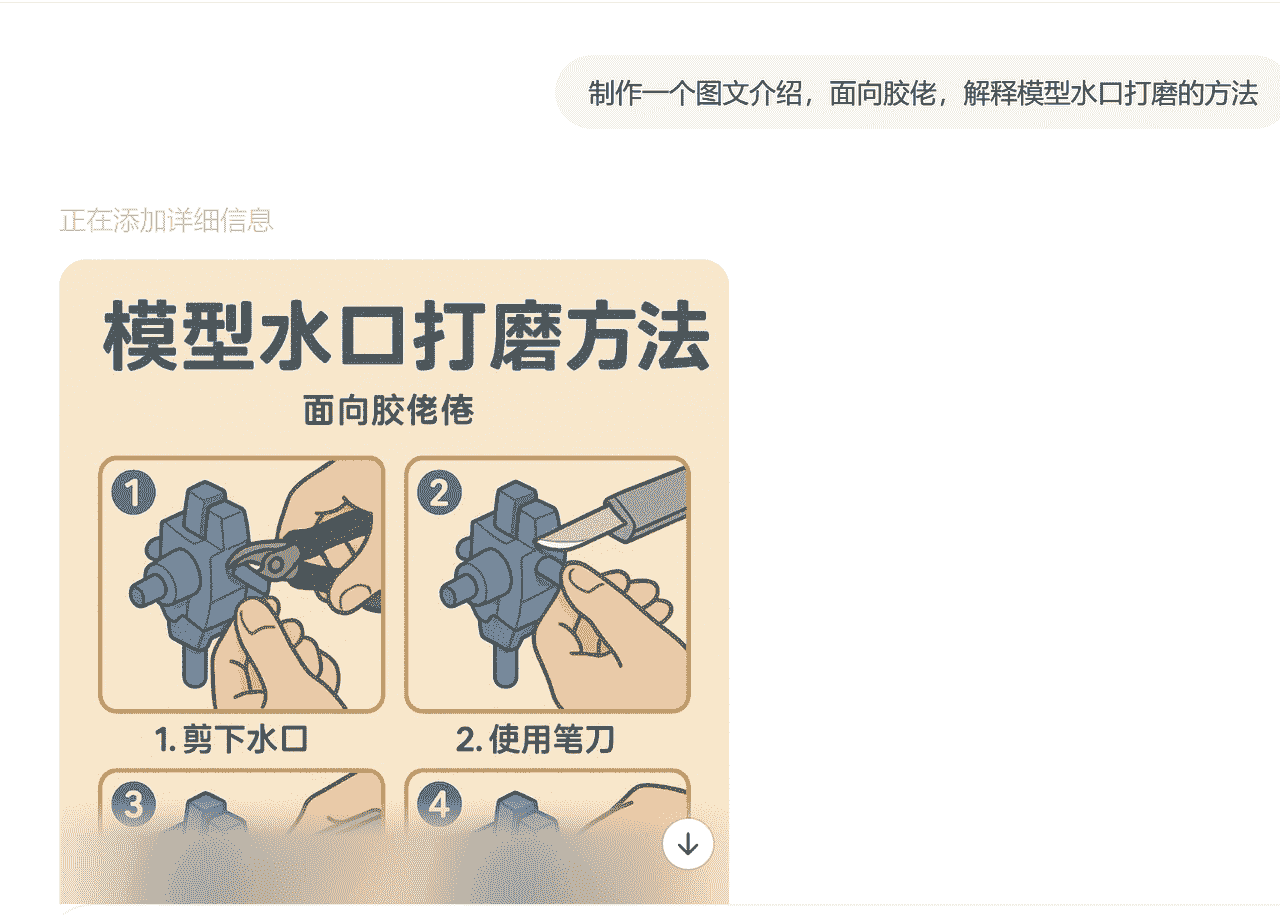 制作一个图文介绍，面向胶佬，解释模型水口打磨的方法
正在添加详细信息
模型水口打磨方法
面向胶佬倦
1
2
1. 剪下水口
2. 使用笔刀
3
4